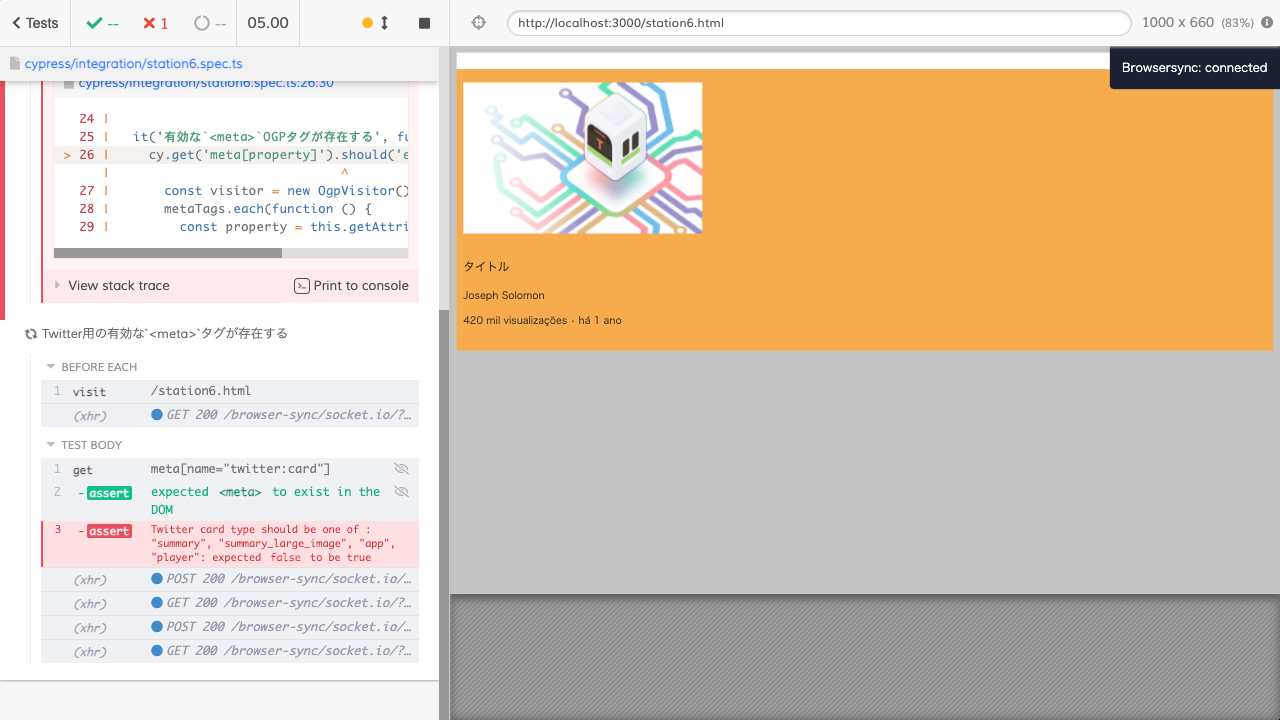 Tests
--
1
--
05.00
http://localhost:3000/station6.html
1000 x 660 (83%)
cypress/integration/station6.spec.ts
Browsersync: connected
cypress/integration/station6.spec.ts:26:30
24 |
25 | it('有効な`<meta>`OGPタグが存在する', fu
> 26 | cy.get('meta[property]').should('e
| ^
27 | const visitor = new OgpVisitor()
28 | metaTags.each(function () {
29 | const property = this.getAttri
View stack trace
Print to console
Twitter用の有効な`<meta>`タグが存在する
BEFORE EACH
1 visit /station6.html
(xhr) GET 200 /browser-sync/socket.io/?…
TEST BODY
1 get meta[name="twitter:card"]
2 -assert expected <meta> to exist in the
DOM
3 -assert Twitter card type should be one of :
"summary", "summary_large_image", "app",
"player": expected false to be true
(xhr) POST 200 /browser-sync/socket.io/…
(xhr) GET 200 /browser-sync/socket.io/?…
(xhr) POST 200 /browser-sync/socket.io/…
(xhr) GET 200 /browser-sync/socket.io/?…
タイトル
Joseph Solomon
420 mil visualizações・há 1 ano